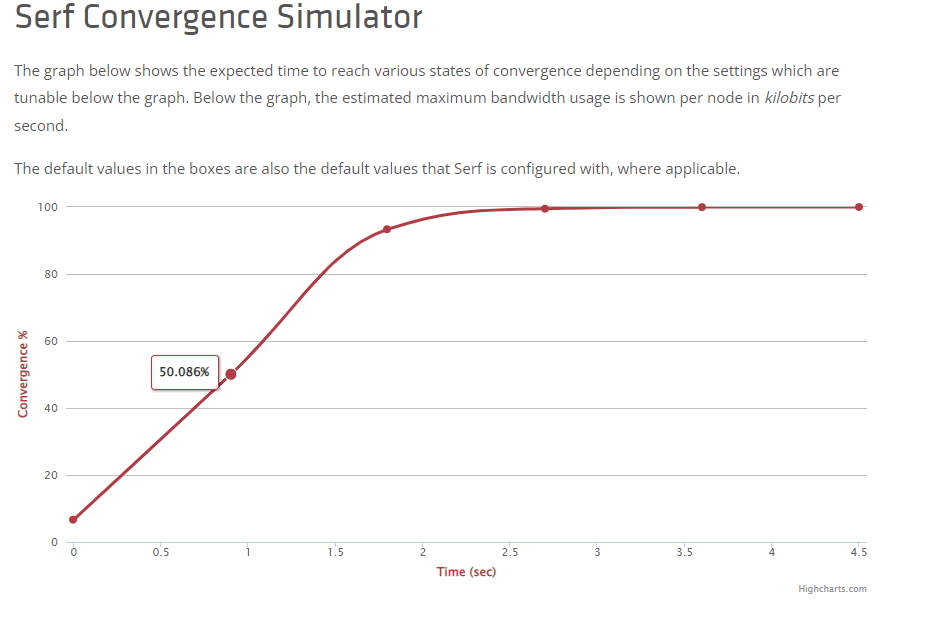 Serf Convergence Simulator
The graph below shows the expected time to reach various states of convergence depending on the settings which are
tunable below the graph. Below the graph, the estimated maximum bandwidth usage is shown per node in kilobits per
second.
The default values in the boxes are also the default values that Serf is configured with, where applicable.
100
80
60
40
20
0
Convergence %
50.086%
0 0.5 1 1.5 2 2.5 3 3.5 4 4.5
Time (sec)
Highcharts.com